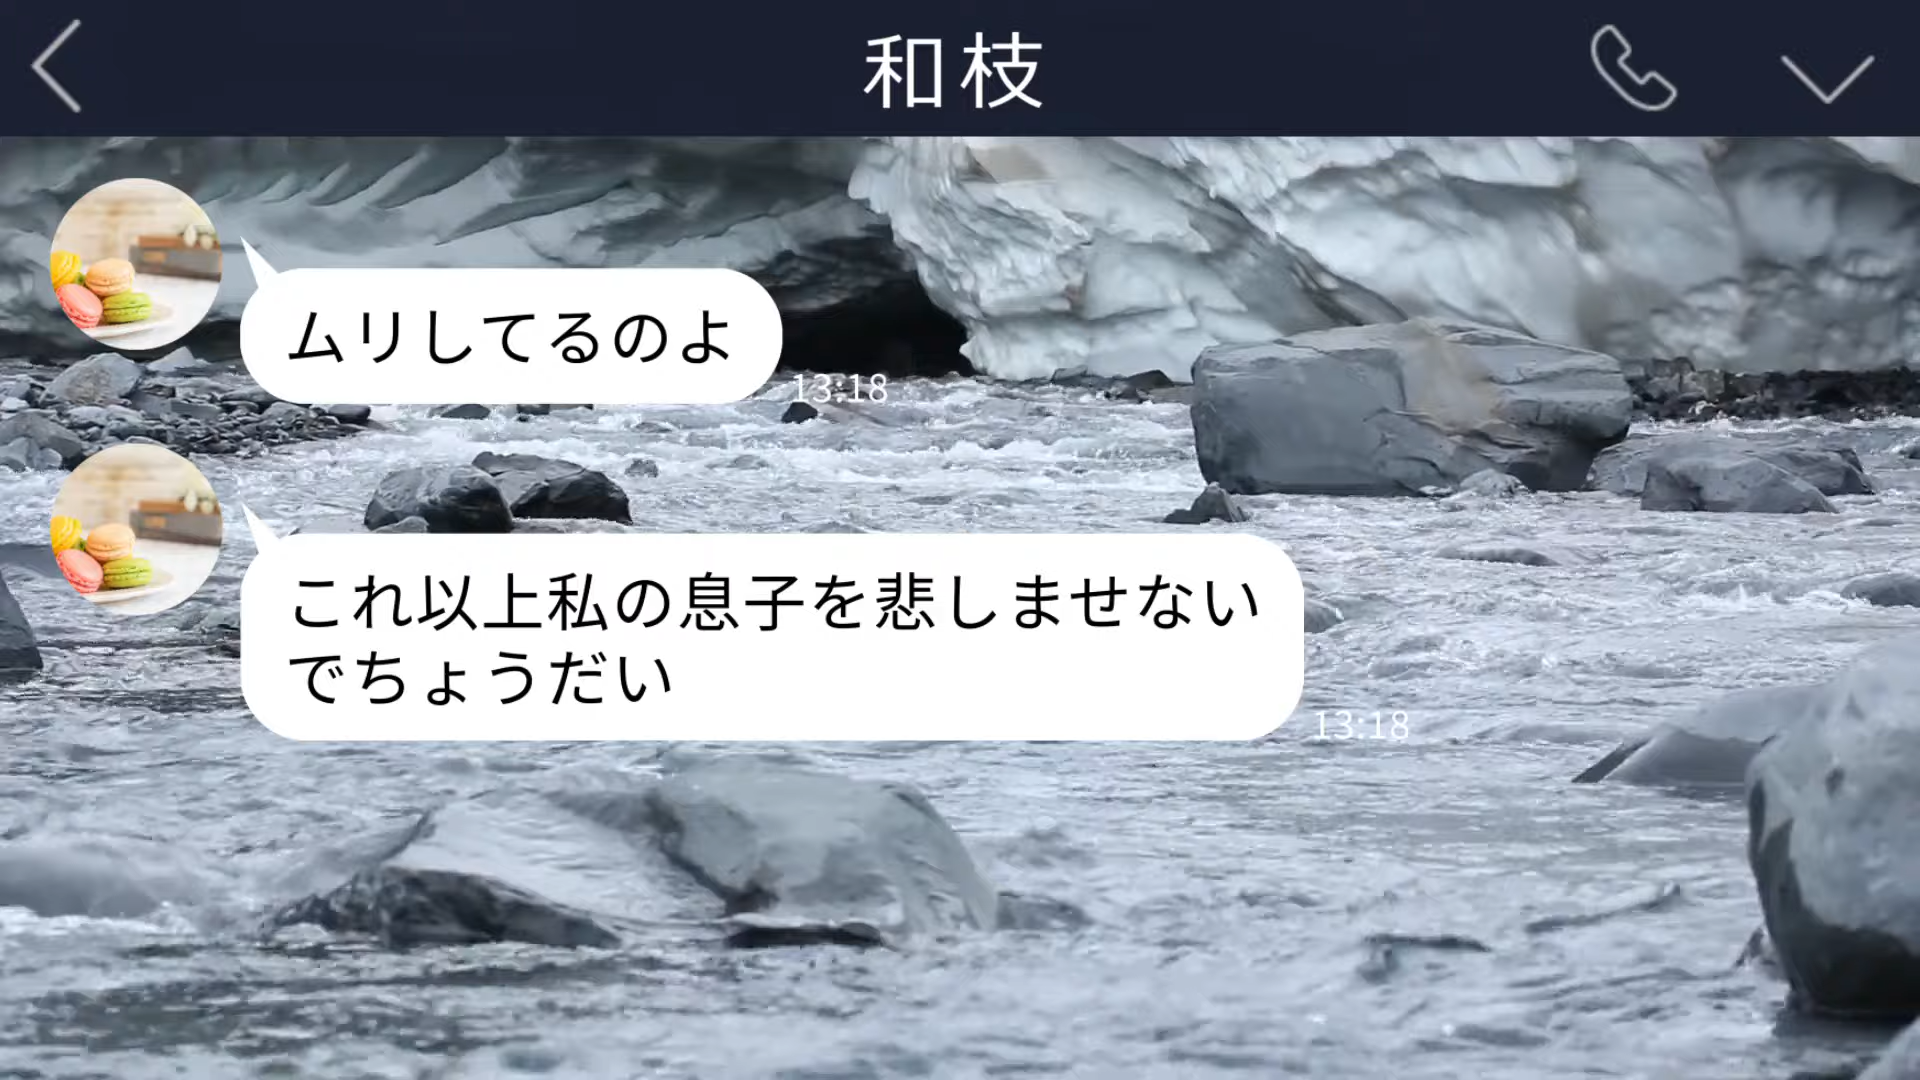 和枝
ムリしてるのよ
13:18
これ以上私の息子を悲しませない
でちょうだい
13:18